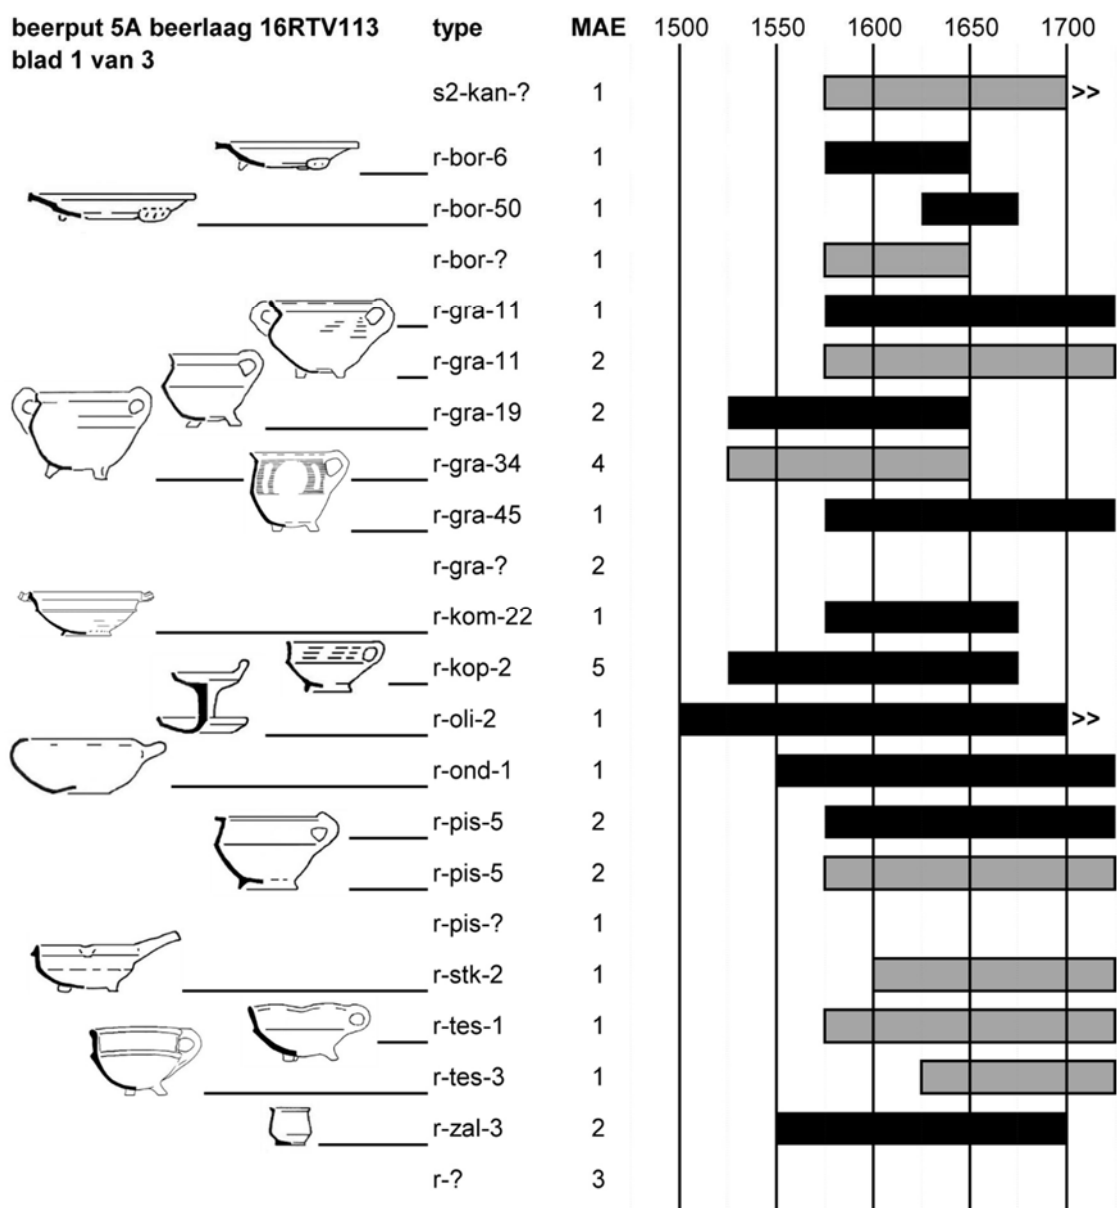 beerput 5A beerlaag 16RTV113 type MAE 1500 1550 1600 1650 1700
blad 1 van 3
s2-kan-? 1 >>
r-bor-6 1
r-bor-50 1
r-bor-? 1
r-gra-11 1
r-gra-11 2
r-gra-19 2
r-gra-34 4
r-gra-45 1
r-gra-? 2
r-kom-22 1
r-kop-2 5
r-oli-2 1 >>
r-ond-1 1
r-pis-5 2
r-pis-5 2
r-pis-? 1
r-stk-2 1
r-tes-1 1
r-tes-3 1
r-zal-3 2
r-? 3